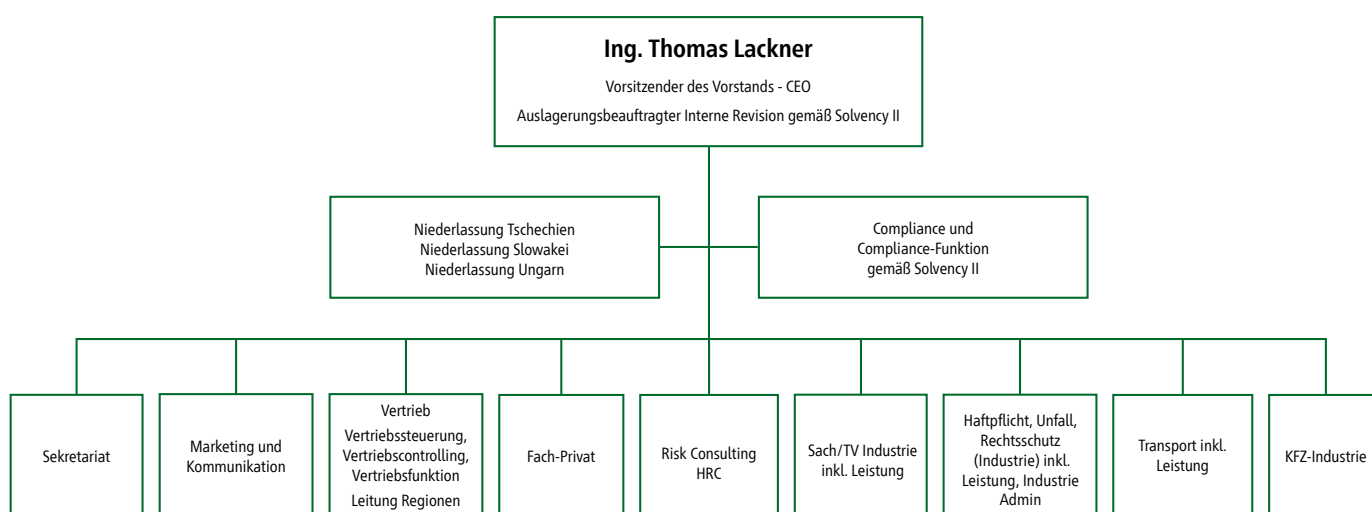 Ing. Thomas Lackner
Vorsitzender des Vorstands - CEO
Auslagerungsbeauftragter Interne Revision gemäß Solvency II
Niederlassung Tschechien
Niederlassung Slowakei
Niederlassung Ungarn
Compliance und
Compliance-Funktion
gemäß Solvency II
Sekretariat
Marketing und
Kommunikation
Vertrieb
Vertriebssteuerung,
Vertriebscontrolling,
Vertriebsfunktion
Leitung Regionen
Fach-Privat
Risk Consulting
HRC
Sach/TV Industrie
inkl. Leistung
Haftpflicht, Unfall,
Rechtsschutz
(Industrie) inkl.
Leistung, Industrie
Admin
Transport inkl.
Leistung
KFZ-Industrie